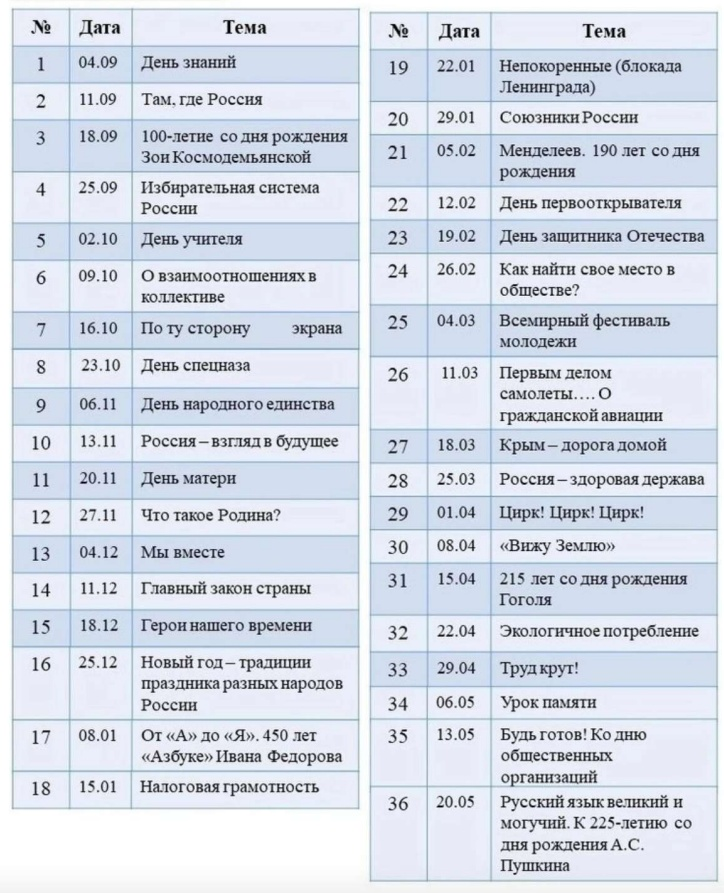 № Дата Тема
1 04.09 День знаний
2 11.09 Там, где Россия
3 18.09 100-летие со дня рождения
Зои Космодемьянской
4 25.09 Избирательная система
России
5 02.10 День учителя
6 09.10 О взаимоотношениях в
коллективе
7 16.10 По ту сторону экрана
8 23.10 День спецназа
9 06.11 День народного единства
10 13.11 Россия – взгляд в будущее
11 20.11 День матери
12 27.11 Что такое Родина?
13 04.12 Мы вместе
14 11.12 Главный закон страны
15 18.12 Герои нашего времени
16 25.12 Новый год – традиции
праздника разных народов
России
17 08.01 От «А» до «Я». 450 лет
«Азбуке» Ивана Федорова
18 15.01 Налоговая грамотность
№ Дата Тема
19 22.01 Непокоренные (блокада
Ленинграда)
20 29.01 Союзники России
21 05.02 Менделеев. 190 лет со дня
рождения
22 12.02 День первооткрывателя
23 19.02 День защитника Отечества
24 26.02 Как найти свое место в
обществе?
25 04.03 Всемирный фестиваль
молодежи
26 11.03 Первым делом
самолеты…. О
гражданской авиации
27 18.03 Крым – дорога домой
28 25.03 Россия – здоровая держава
29 01.04 Цирк! Цирк! Цирк!
30 08.04 «Вижу Землю»
31 15.04 215 лет со дня рождения
Гоголя
32 22.04 Экологичное потребление
33 29.04 Труд крут!
34 06.05 Урок памяти
35 13.05 Будь готов! Ко дню
общественных
организаций
36 20.05 Русский язык великий и
могучий. К 225-летию со
дня рождения А.С.
Пушкина